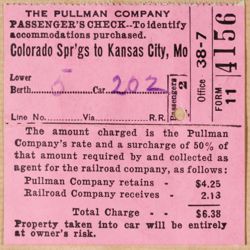 THE PULLMAN COMPANY
PASSENGER'S CHECK--To identify
accommodations purchased.
Colorado Spr'gs to Kansas City, Mo
Lower
Berth 5 Car 202
Passengers 2
Line No. Via R.R.
Office 38-7
FORM 11
4156
The amount charged is the Pullman
Company's rate and a surcharge of 50% of
that amount required by and collected as
agent for the railroad company, as follows:
Pullman Company retains - $4.25
Railroad Company receives - 2.13
Total Charge - - $6.38
Property taken into car will be entirely
at owner's risk.